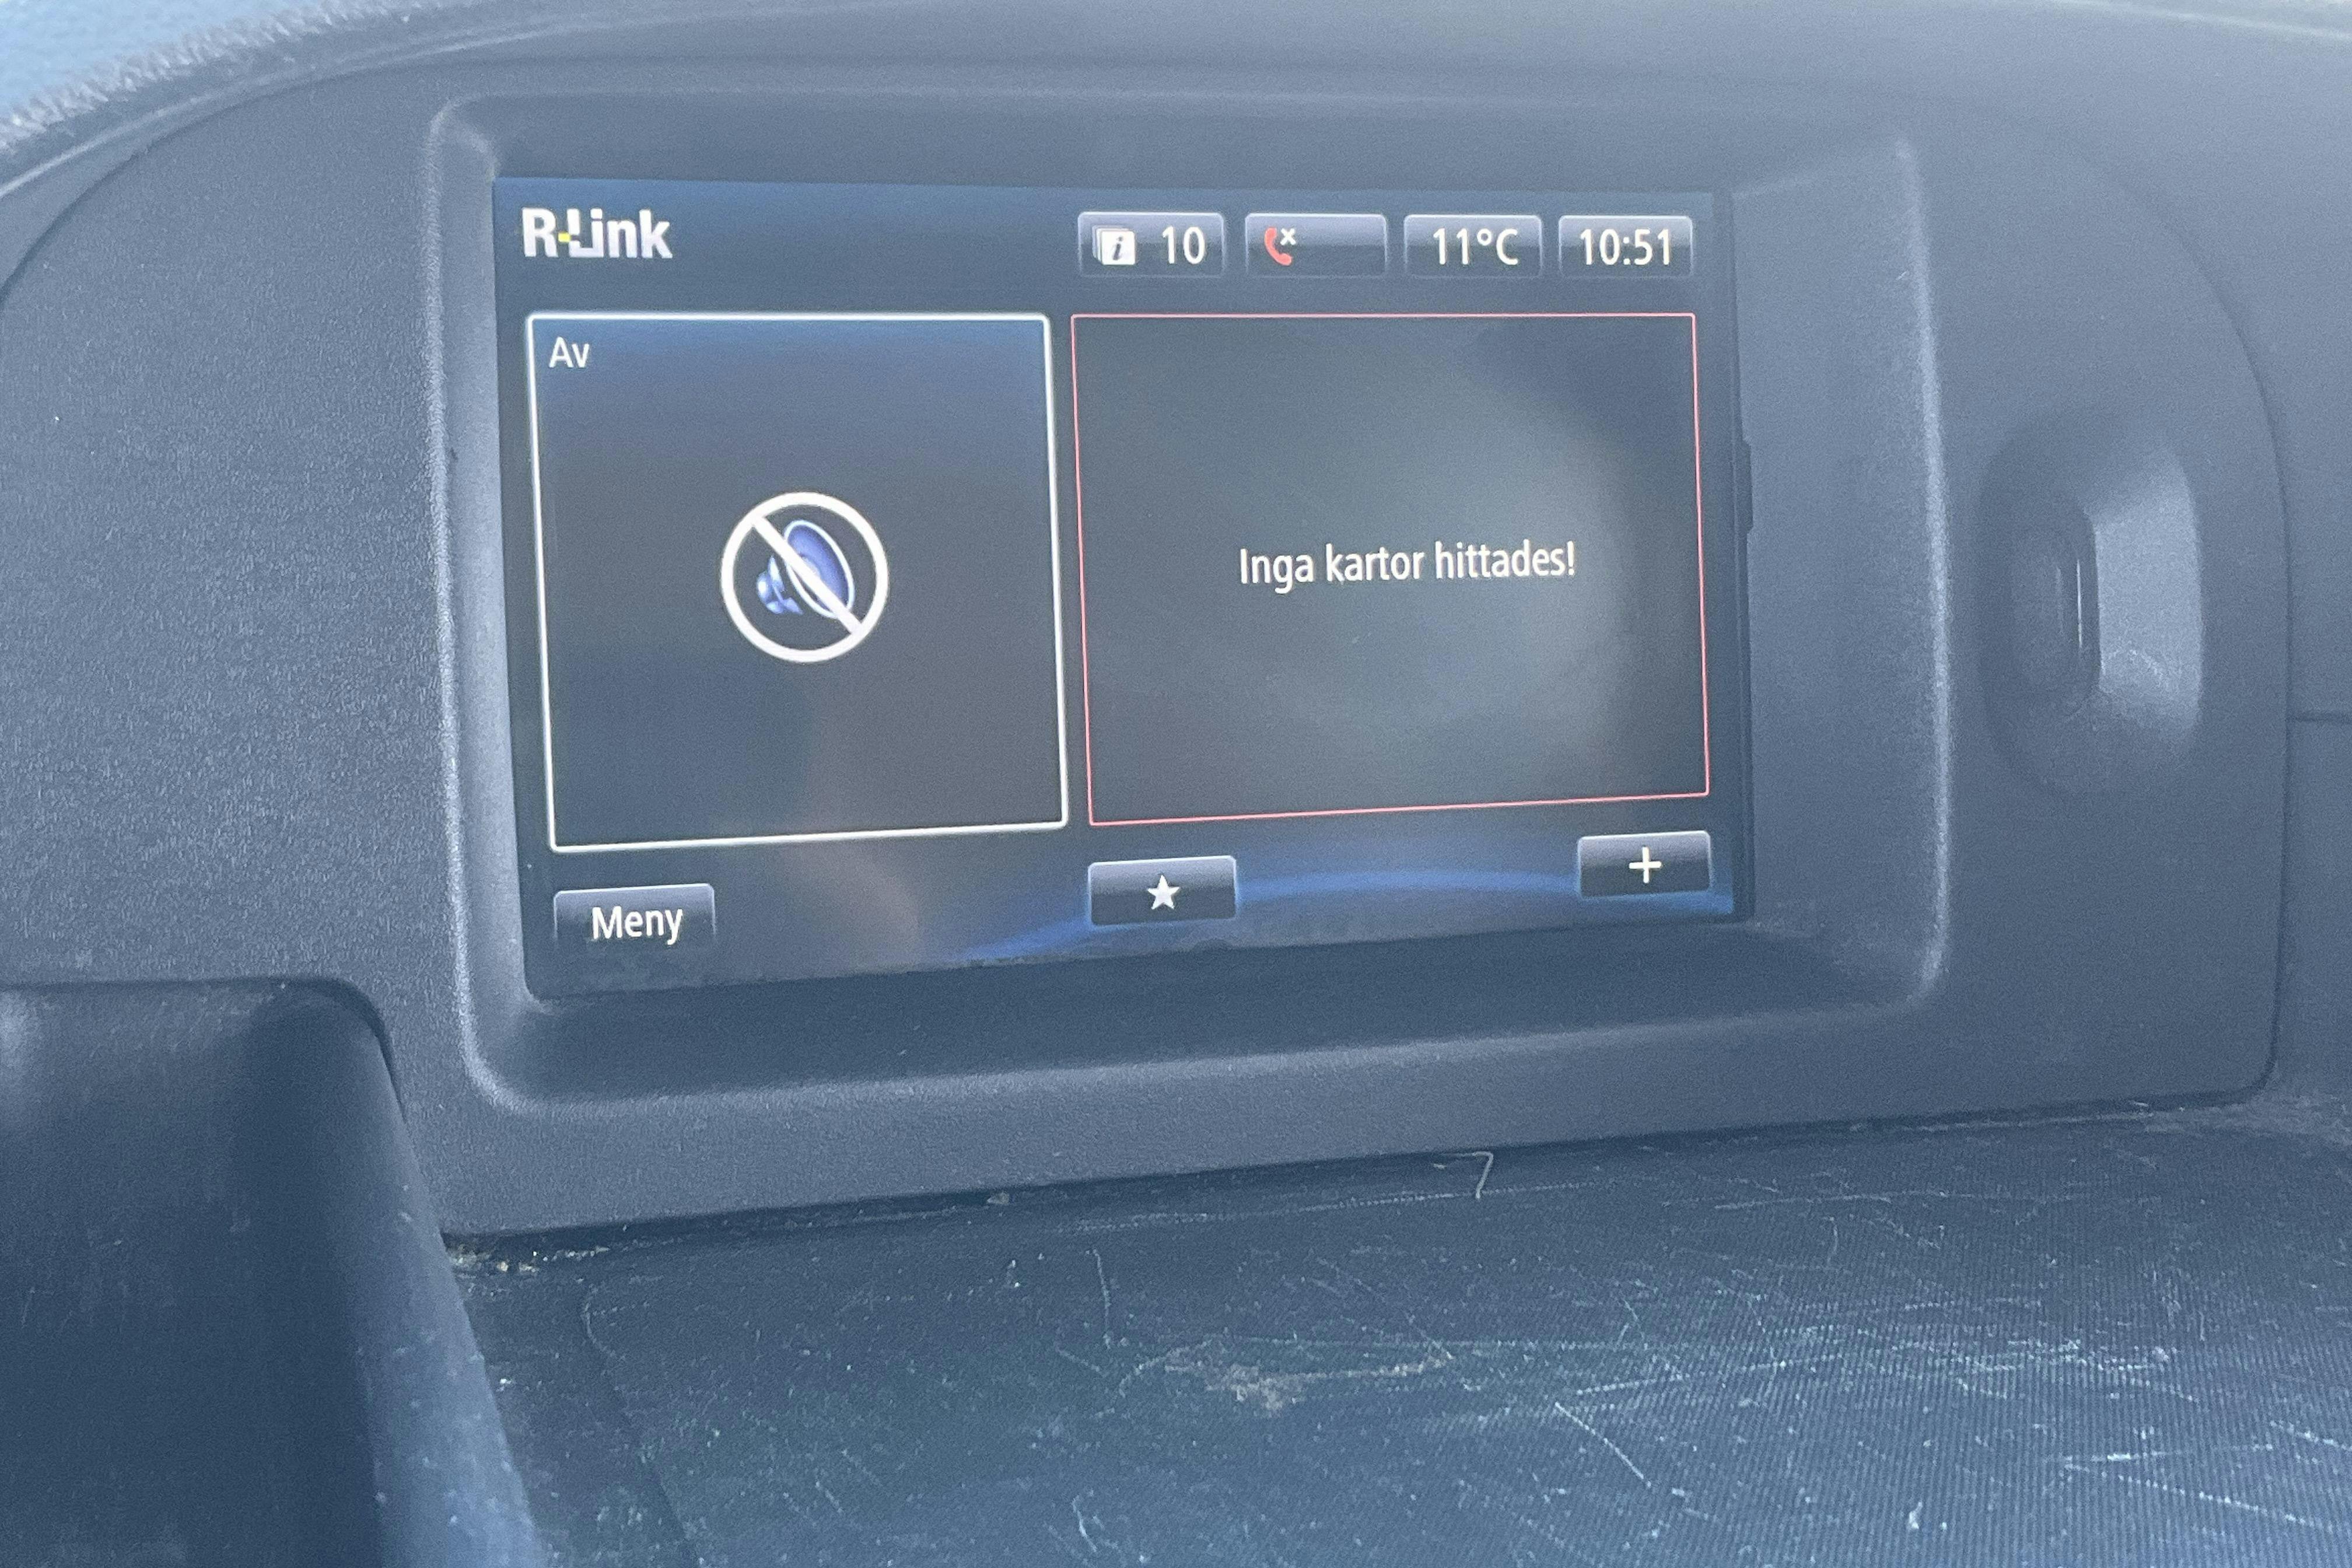 R-Link
i 10
11°C
10:51
Av
Inga kartor hittades!
Meny